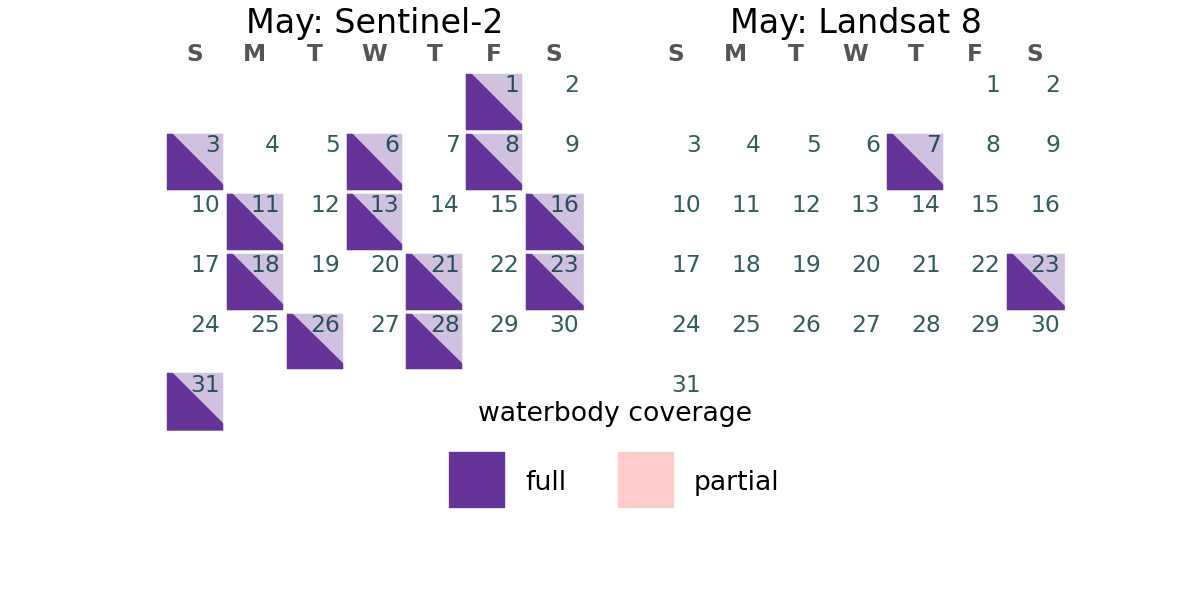 May: Sentinel-2
S M T W T F S
1 2
3 4 5 6 7 8 9
10 11 12 13 14 15 16
17 18 19 20 21 22 23
24 25 26 27 28 29 30
31
May: Landsat 8
S M T W T F S
1 2
3 4 5 6 7 8 9
10 11 12 13 14 15 16
17 18 19 20 21 22 23
24 25 26 27 28 29 30
31
waterbody coverage
full partial